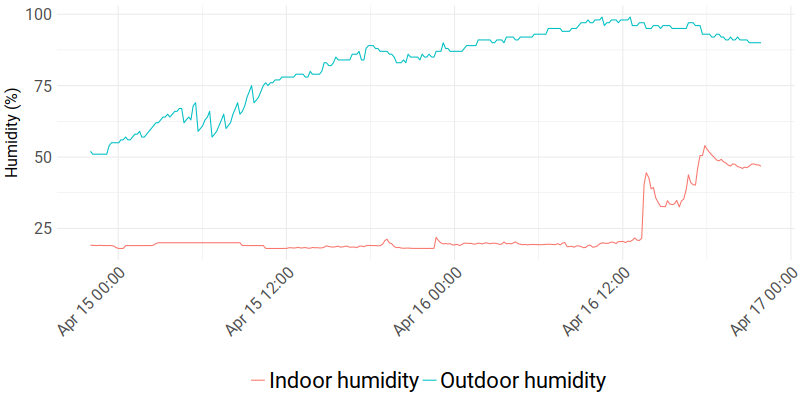 100
75
50
25
Humidity (%)
Apr 15 00:00
Apr 15 12:00
Apr 16 00:00
Apr 16 12:00
Apr 17 00:00
Indoor humidity
Outdoor humidity